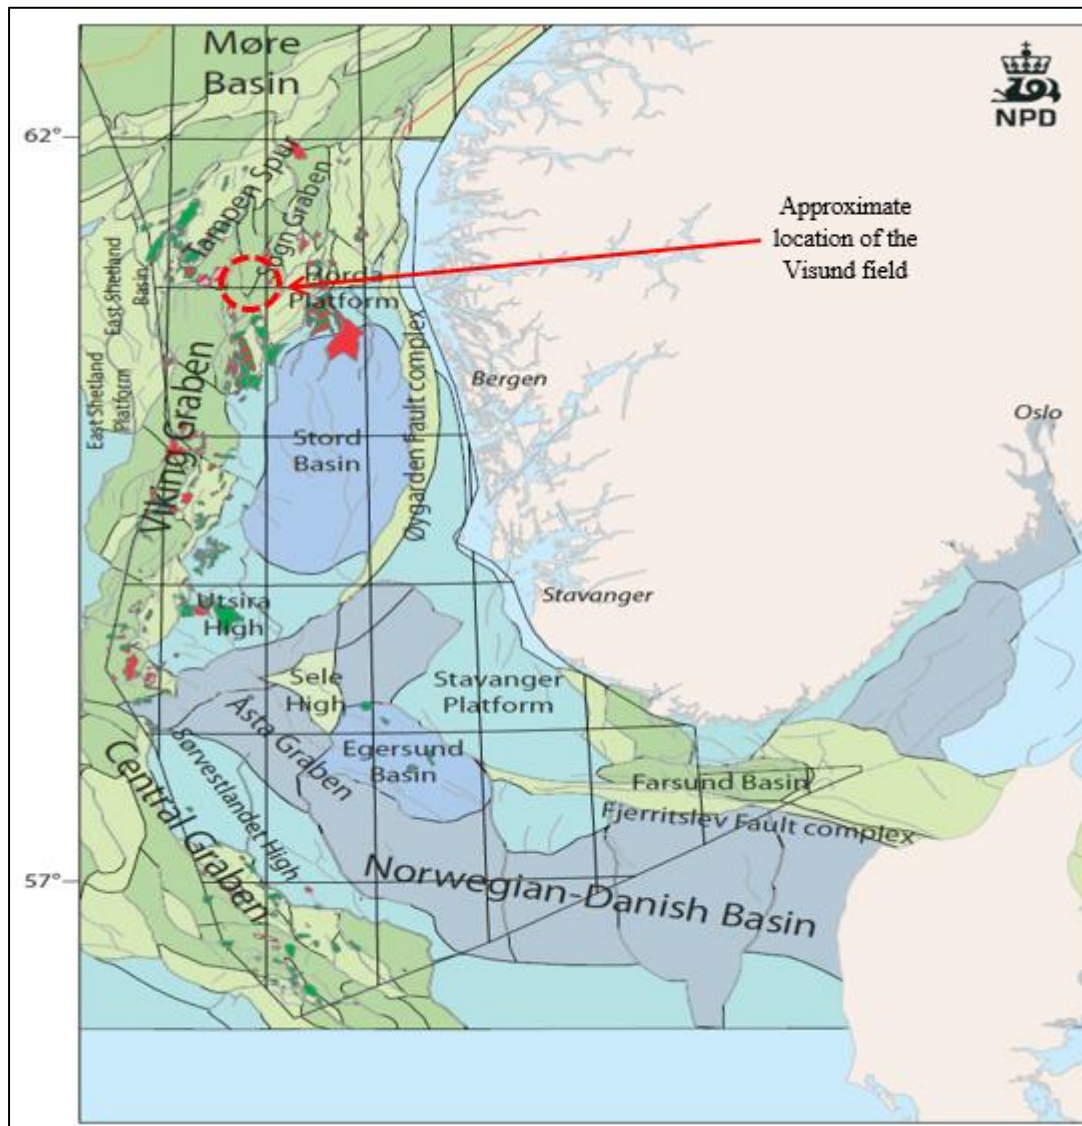 Møre
Basin
NPD
62°
Tampen Spur
Sogn Graben
Approximate
location of the
Visund field
East Shetland
Basin
Horda
Platform
Viking Graben
East Shetland
Platform
Øygarden Fault complex
Bergen
Oslo
Stord
Basin
Utsira
High
Stavanger
Sele
High
Stavanger
Platform
Åsta Graben
Sørvestlandet High
Egersund
Basin
Central Graben
Farsund Basin
Fjerritslev Fault complex
57°
Norwegian-Danish Basin